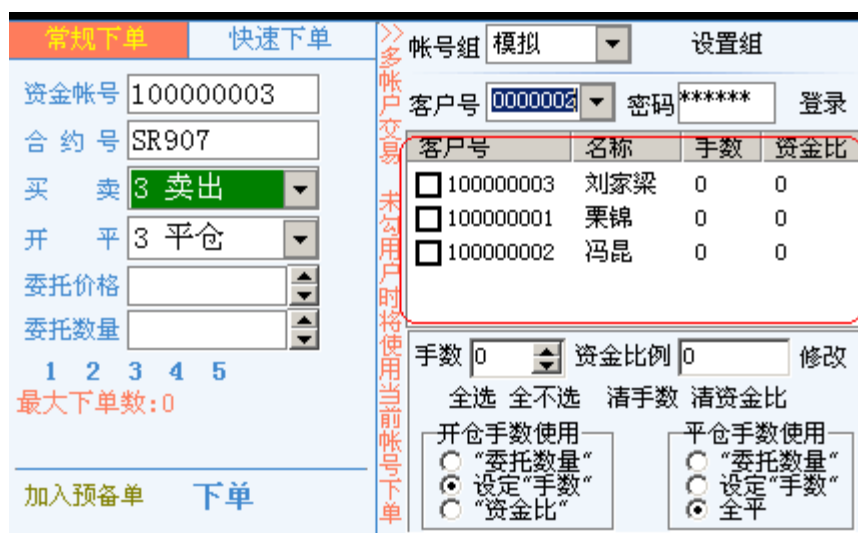 常规下单 快速下单
资金帐号 100000003
合约号 SR907
买卖 3 卖出
开平 3 平仓
委托价格
委托数量
1 2 3 4 5
最大下单数:0
加入预备单 下单
>>多帐户交易 未勾用户时将使用当前帐号下单
帐号组 模拟 设置组
客户号 密码 ****** 登录
客户号 名称 手数 资金比
100000003 刘家梁 0 0
100000001 栗锦 0 0
100000002 冯昆 0 0
手数 0 资金比例 0 修改
全选 全不选 清手数 清资金比
开仓手数使用 平仓手数使用
“委托数量“ “委托数量“
设定“手数“ 设定“手数“
“资金比“ 全平